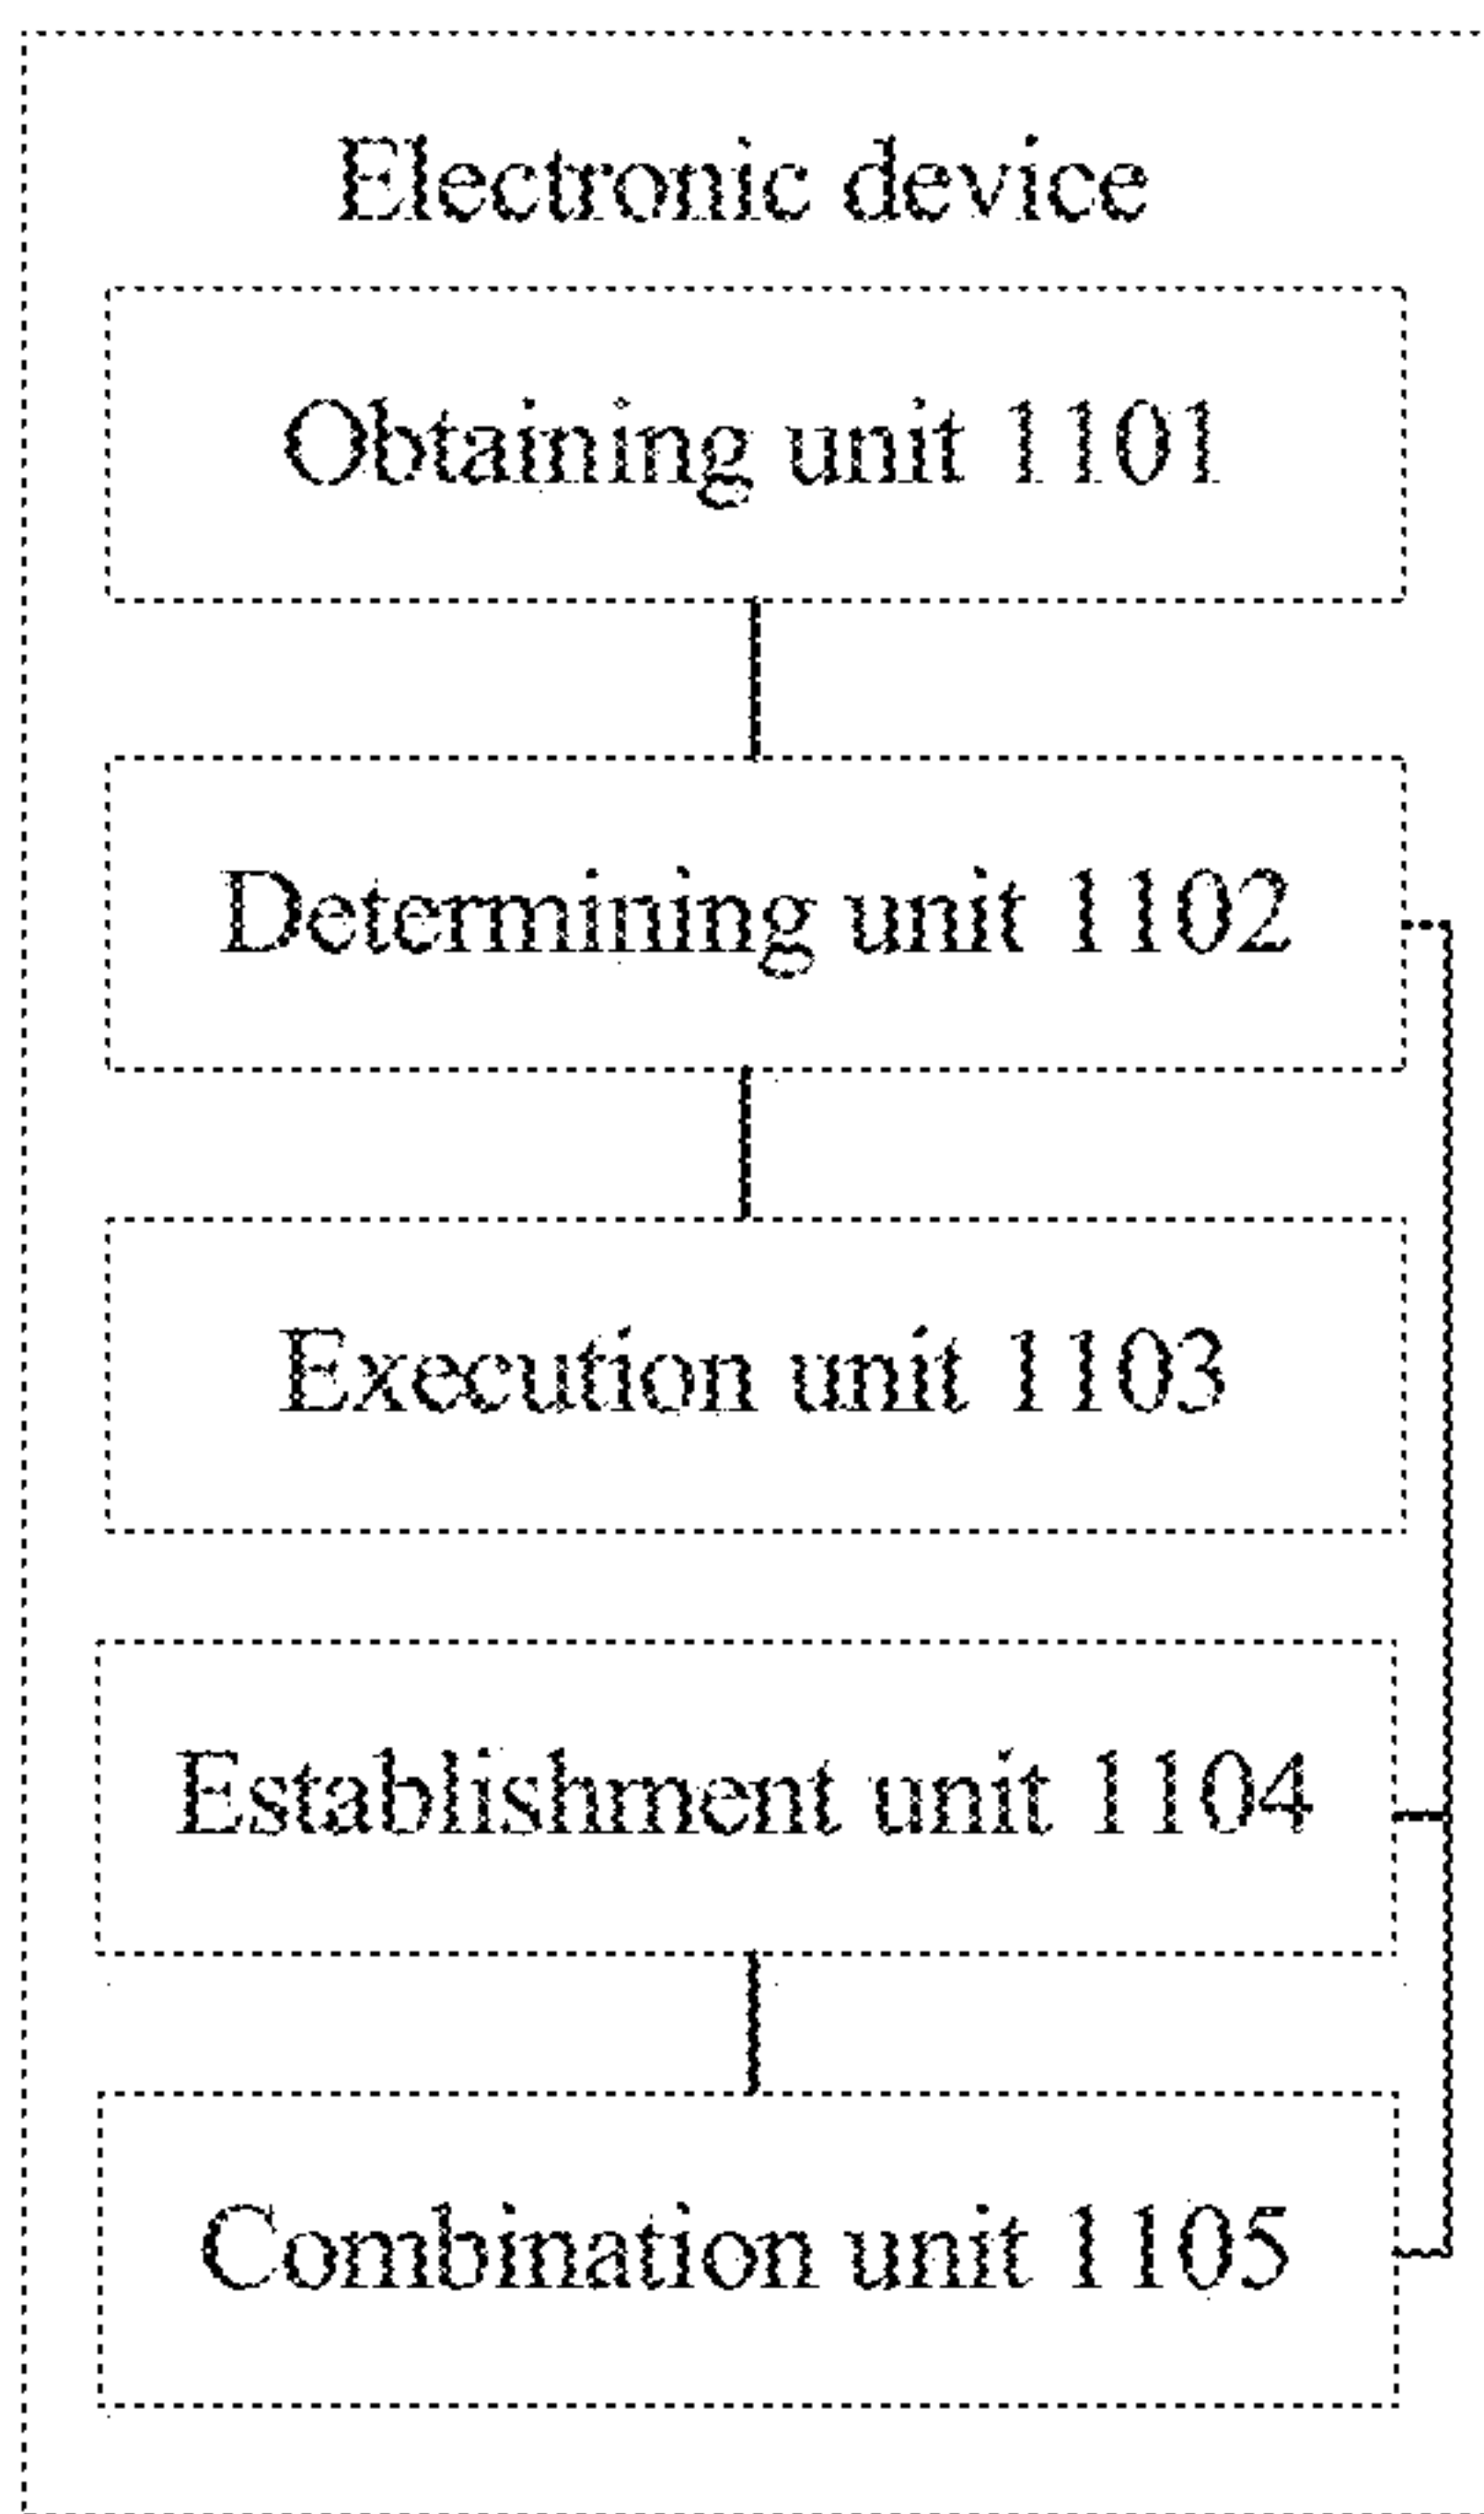 Electronic device
Obtaining unit 1101
Determining unit 1102
Execution unit 1103
Establishment unit 1104
Combination unit 1105